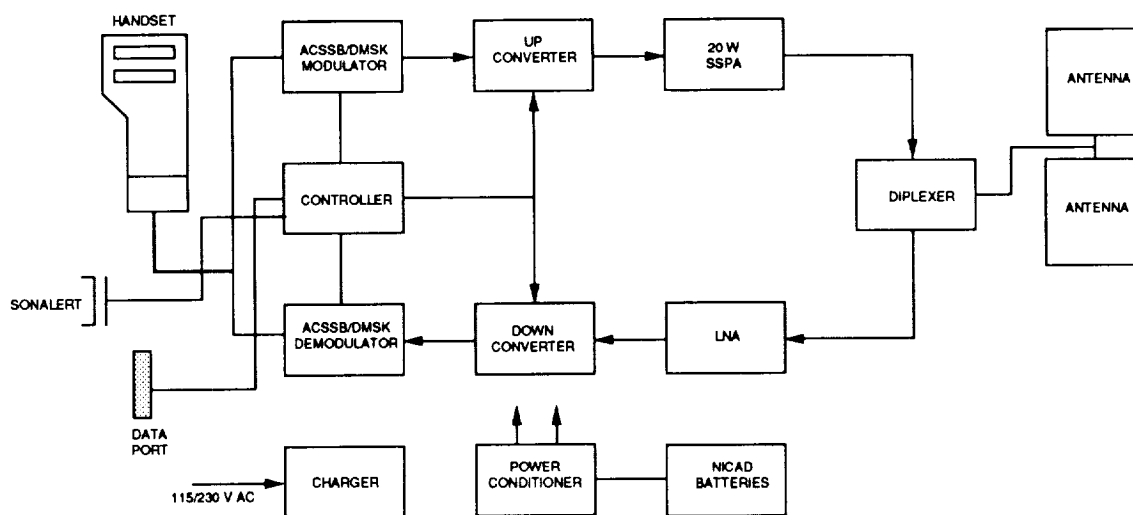 HANDSET
ACSSB/DMSK
MODULATOR
UP
CONVERTER
20 W
SSPA
ANTENNA
CONTROLLER
DIPLEXER
ANTENNA
SONALERT
ACSSB/DMSK
DEMODULATOR
DOWN
CONVERTER
LNA
DATA
PORT
115/230 V AC
CHARGER
POWER
CONDITIONER
NICAD
BATTERIES